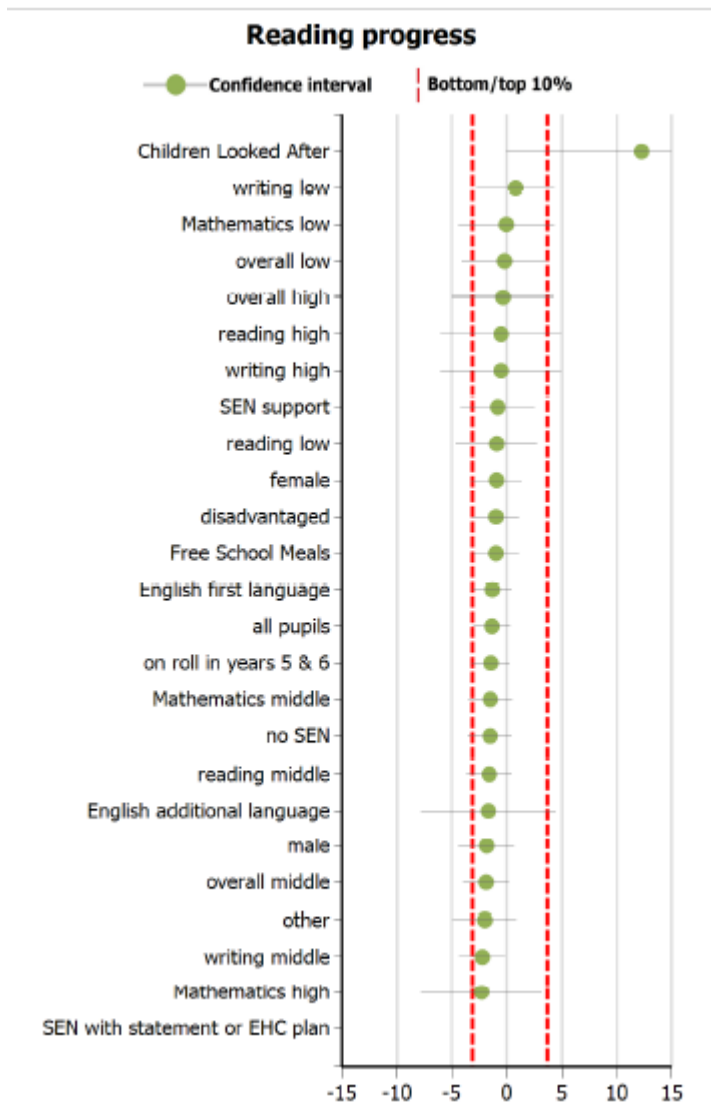 Reading progress
Confidence interval
Bottom/top 10%
Children Looked After
writing low
Mathematics low
overall low
overall high
reading high
writing high
SEN support
reading low
female
disadvantaged
Free School Meals
English first language
all pupils
on roll in years 5 & 6
Mathematics middle
no SEN
reading middle
English additional language
male
overall middle
other
writing middle
Mathematics high
SEN with statement or EHC plan
-15 -10 -5 0 5 10 15